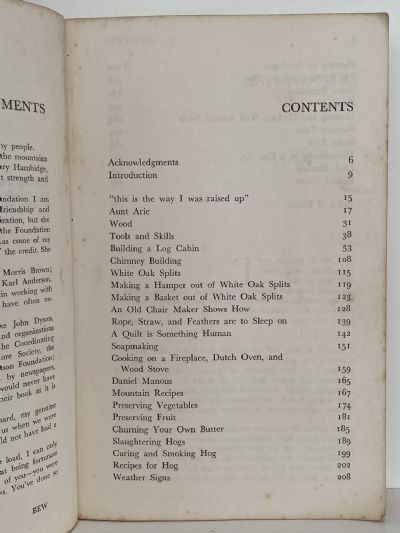 MENTS
ny people.
the mountains
ary Hambidge,
t strength and
ndation I am
friendship and
ration, but she
the Foundation
as come of my
f the credit. She
Morris Brown;
Karl Anderson.
in working with
have often ex-
ke John Dyson,
and organizations
the Coordinating
ore Society, the
tson Foundation;
by newspapers,
would never have
eir book as it is
ard, my genuine
us when we were
ld not have had a
e load, I can only
st being fortunate
of you—you were
s. You've done so
BEW
CONTENTS
Acknowledgments 6
Introduction 9
"this is the way I was raised up" 15
Aunt Arie 17
Wood 31
Tools and Skills 38
Building a Log Cabin 53
Chimney Building 108
White Oak Splits 115
Making a Hamper out of White Oak Splits 119
Making a Basket out of White Oak Splits 123
An Old Chair Maker Shows How 128
Rope, Straw, and Feathers are to Sleep on 139
A Quilt is Something Human 142
Soapmaking 151
Cooking on a Fireplace, Dutch Oven, and
Wood Stove 159
Daniel Manous 165
Mountain Recipes 167
Preserving Vegetables 174
Preserving Fruit 181
Churning Your Own Butter 185
Slaughtering Hogs 189
Curing and Smoking Hog 199
Recipes for Hog 202
Weather Signs 208